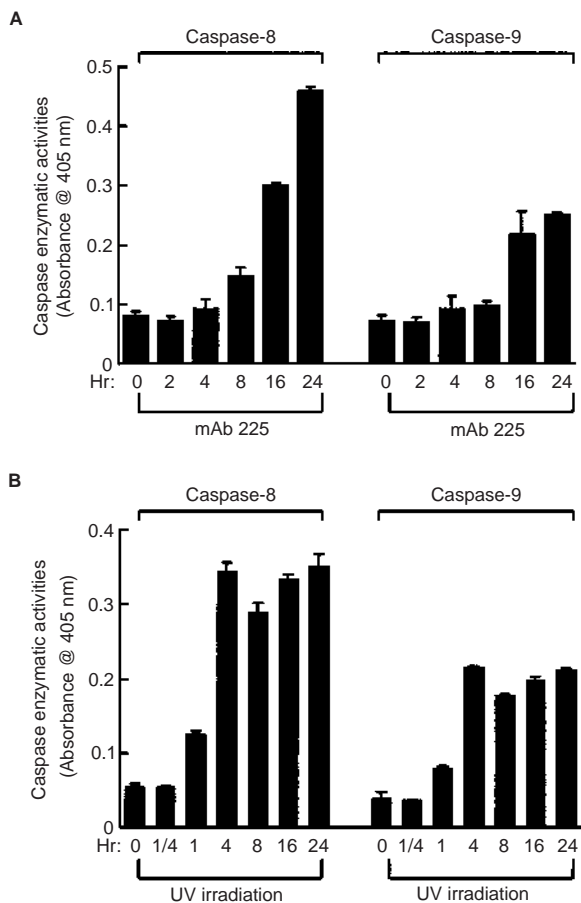 A
Caspase-8 Caspase-9
Caspase enzymatic activities
(Absorbance @ 405 nm)
0.5
0.4
0.3
0.2
0.1
0
Hr: 0 2 4 8 16 24 0 2 4 8 16 24
mAb 225 mAb 225
B
Caspase-8 Caspase-9
Caspase enzymatic activities
(Absorbance @ 405 nm)
0.4
0.3
0.2
0.1
0
Hr: 0 1/4 1 4 8 16 24 0 1/4 1 4 8 16 24
UV irradiation UV irradiation